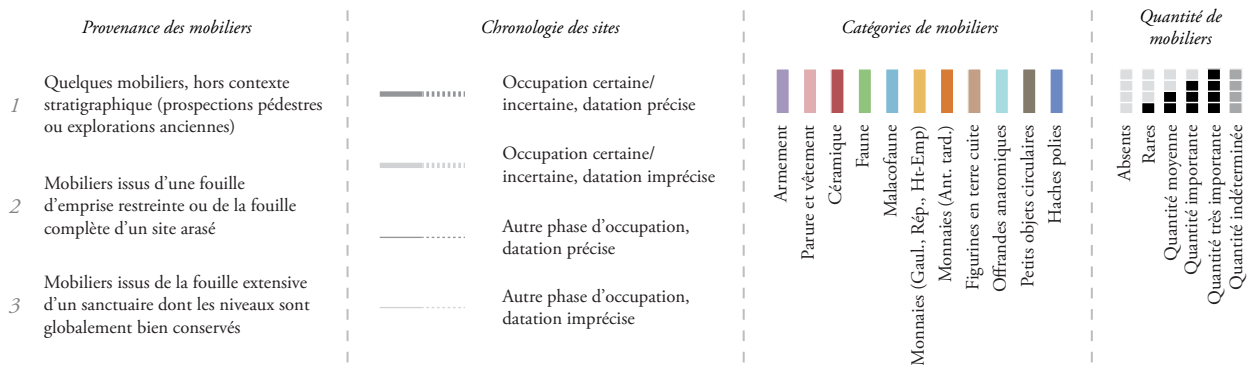 Provenance des mobiliers
1
Quelques mobiliers, hors contexte
stratigraphique (prospections pédestres
ou explorations anciennes)
2
Mobiliers issus d'une fouille
d'emprise restreinte ou de la fouille
complète d'un site arasé
3
Mobiliers issus de la fouille extensive
d'un sanctuaire dont les niveaux sont
globalement bien conservés
Chronologie des sites
Occupation certaine/
incertaine, datation précise
Occupation certaine/
incertaine, datation imprécise
Autre phase d'occupation,
datation précise
Autre phase d'occupation,
datation imprécise
Catégories de mobiliers
Armement
Parure et vêtement
Céramique
Faune
Malacofaune
Monnaies (Gaul., Rép., Ht-Emp)
Monnaies (Ant. tard.)
Figurines en terre cuite
Offrandes anatomiques
Petits objets circulaires
Haches polies
Quantité de
mobiliers
Absents
Rares
Quantité moyenne
Quantité importante
Quantité très importante
Quantité indéterminée